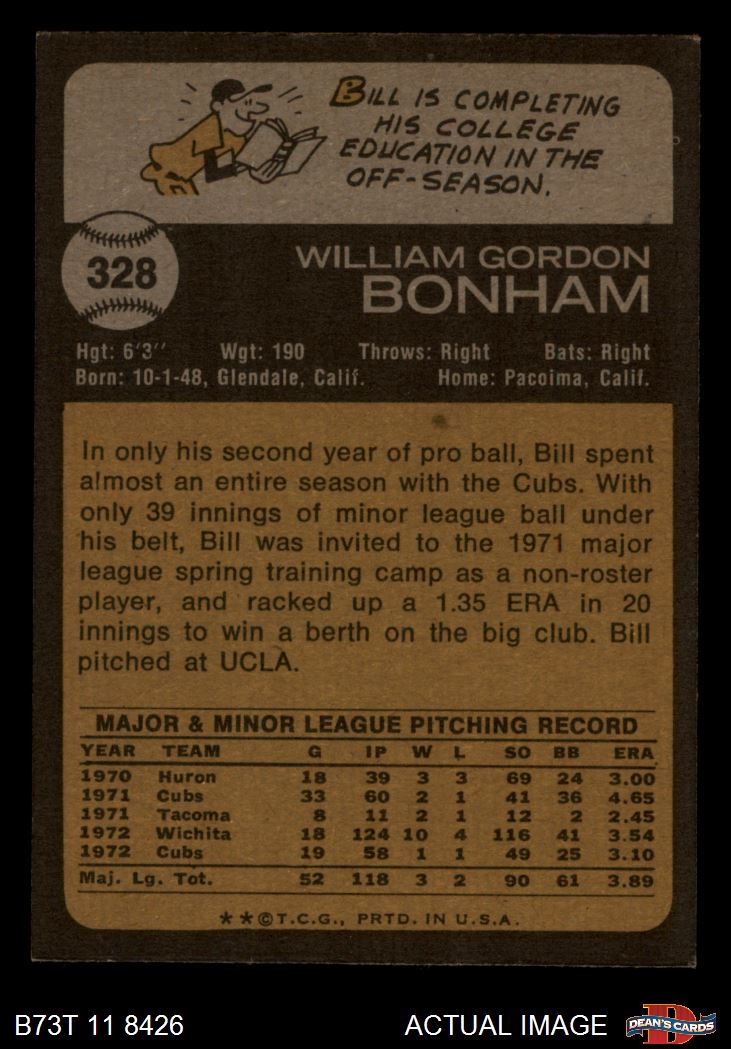 BILL IS COMPLETING
HIS COLLEGE
EDUCATION IN THE
OFF-SEASON.
328
WILLIAM GORDON
BONHAM
Hgt: 6'3'' Wgt: 190 Throws: Right Bats: Right
Born: 10-1-48, Glendale, Calif. Home: Pacoima, Calif.
In only his second year of pro ball, Bill spent
almost an entire season with the Cubs. With
only 39 innings of minor league ball under
his belt, Bill was invited to the 1971 major
league spring training camp as a non-roster
player, and racked up a 1.35 ERA in 20
innings to win a berth on the big club. Bill
pitched at UCLA.
MAJOR & MINOR LEAGUE PITCHING RECORD
YEAR TEAM G IP W L SO BB ERA
1970 Huron 18 39 3 3 69 24 3.00
1971 Cubs 33 60 2 1 41 36 4.65
1971 Tacoma 8 11 2 1 12 2 2.45
1972 Wichita 18 124 10 4 116 41 3.54
1972 Cubs 19 58 1 1 49 25 3.10
Maj. Lg. Tot. 52 118 3 2 90 61 3.89
**©T.C.G., PRTD. IN U.S.A.
B73T 11 8426 ACTUAL IMAGE D DEAN'S CARDS